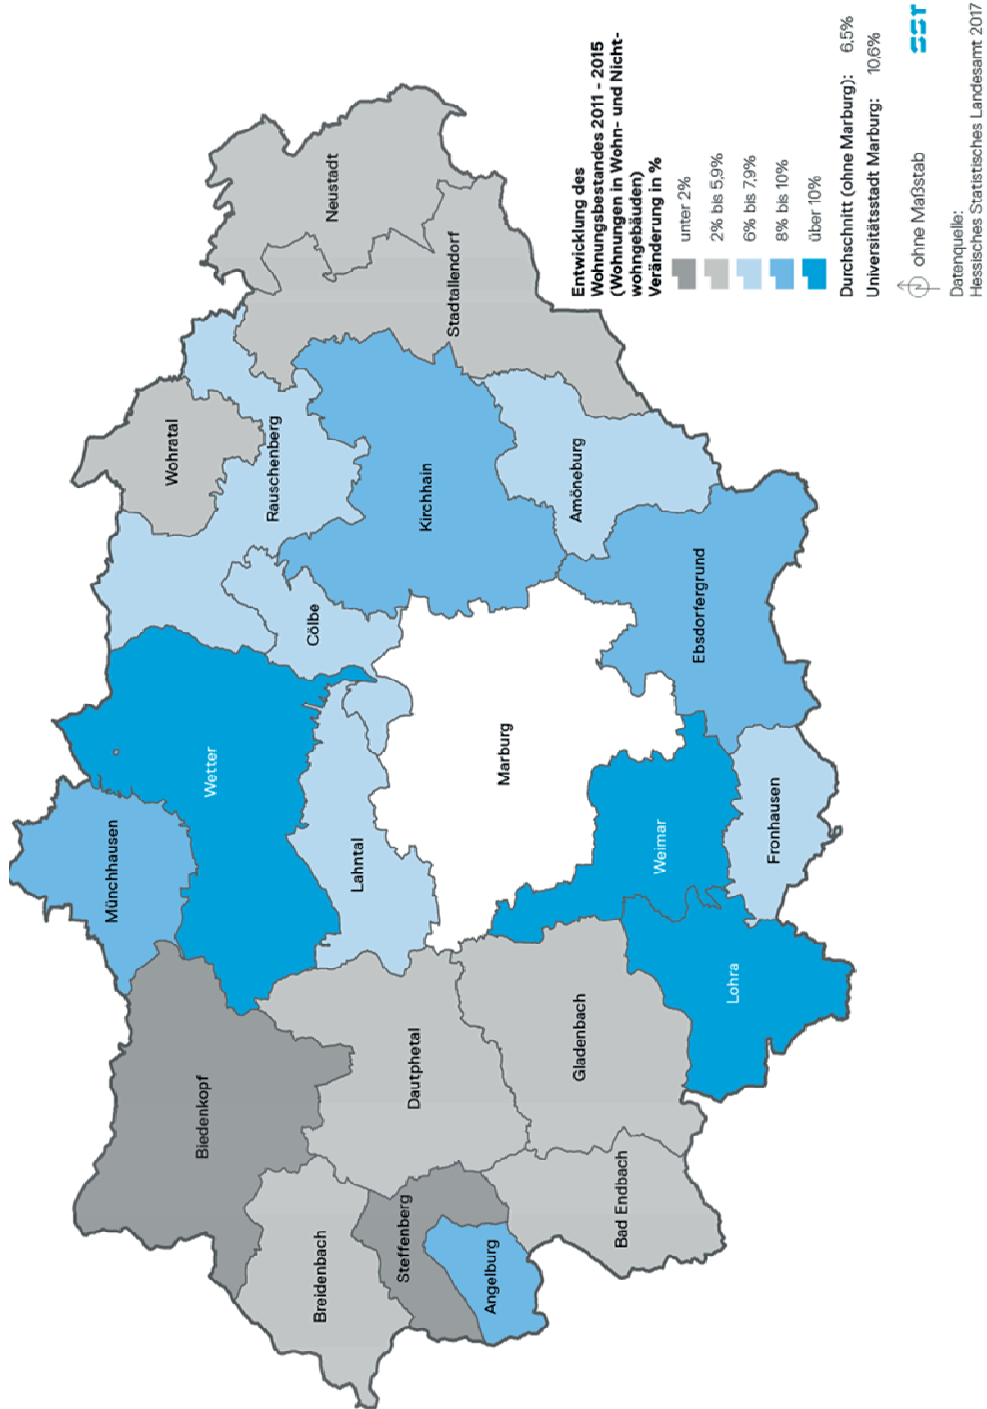 Neustadt
Stadtallendorf
Wohratal
Rauschenberg
Kirchhain
Amöneburg
Cölbe
Ebsdorfergrund
Wetter
Marburg
Münchhausen
Lahntal
Weimar
Fronhausen
Lohra
Biedenkopf
Dautphetal
Gladenbach
Breidenbach
Steffenberg
Angelburg
Bad Endbach
Entwicklung des
Wohnungsbestandes 2011 - 2015
(Wohnungen in Wohn- und Nicht-
wohngebäuden)
Veränderung in %
unter 2%
2% bis 5,9%
6% bis 7,9%
8% bis 10%
über 10%
Durchschnitt (ohne Marburg): 6,5%
Universitätsstadt Marburg: 10,6%
ohne Maßstab
SST
Datenquelle:
Hessisches Statistisches Landesamt 2017